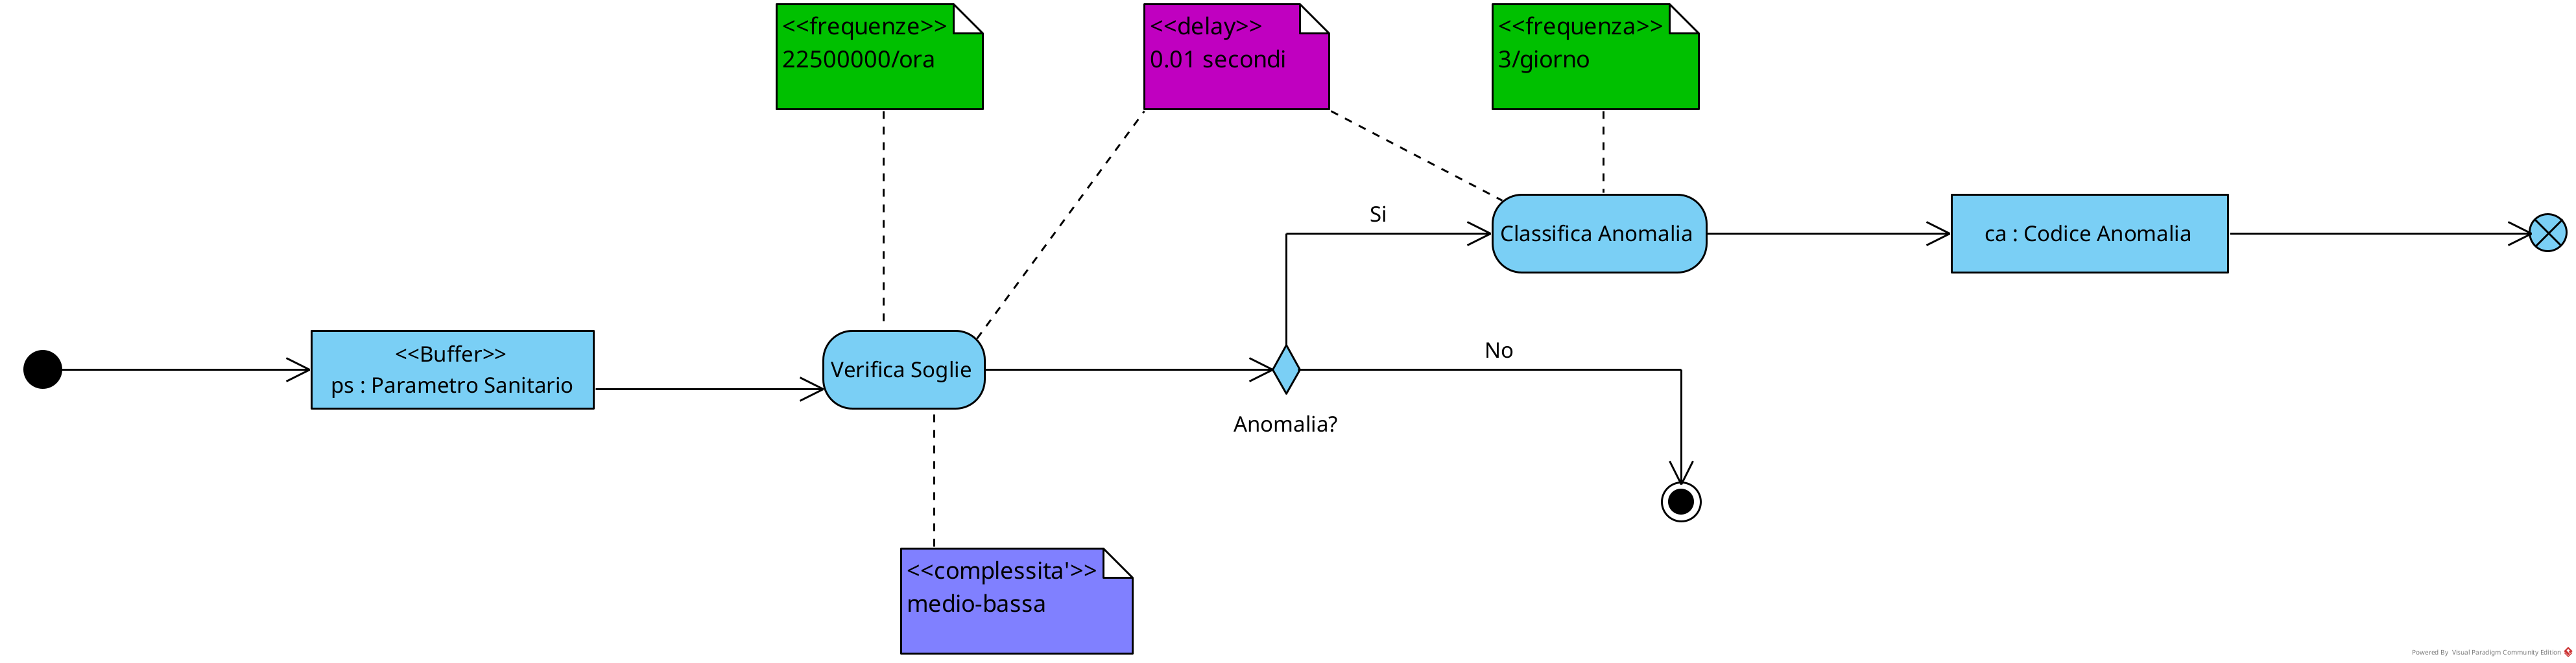 <<frequenze>>
22500000/ora
<<delay>>
0.01 secondi
<<frequenza>>
3/giorno
Si
Classifica Anomalia
ca : Codice Anomalia
<<Buffer>>
ps : Parametro Sanitario
Verifica Soglie
No
Anomalia?
<<complessita'>>
medio-bassa
Powered By Visual Paradigm Community Edition